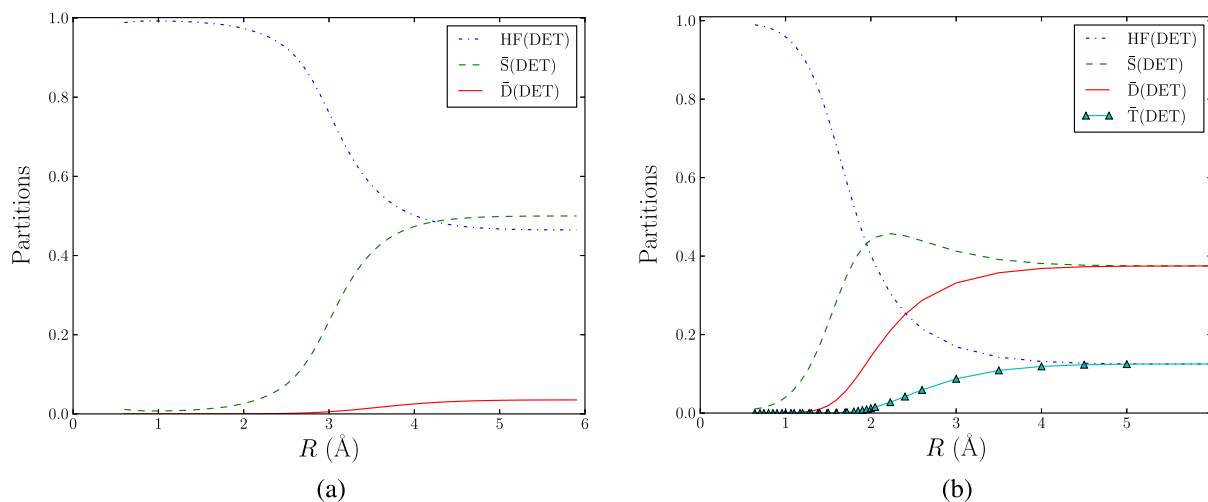 1.0
0.8
0.6
0.4
0.2
0.0
Partitions
HF(DET)
S̄(DET)
D̄(DET)
0 1 2 3 4 5 6
R (Å)
(a)
1.0
0.8
0.6
0.4
0.2
0.0
Partitions
HF(DET)
S̄(DET)
D̄(DET)
T̄(DET)
0 1 2 3 4 5
R (Å)
(b)